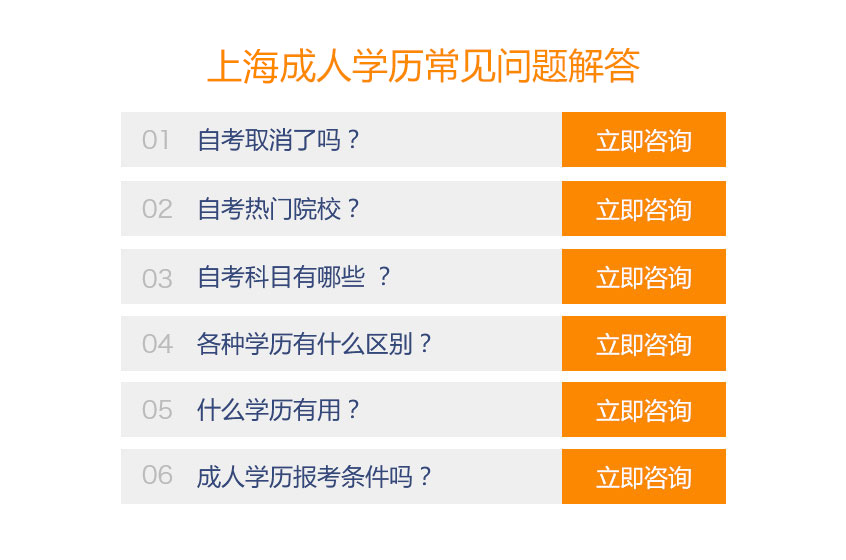 上海成人学历常见问题解答
01 自考取消了吗？ 立即咨询
02 自考热门院校？ 立即咨询
03 自考科目有哪些 ？ 立即咨询
04 各种学历有什么区别？ 立即咨询
05 什么学历有用？ 立即咨询
06 成人学历报考条件吗？ 立即咨询